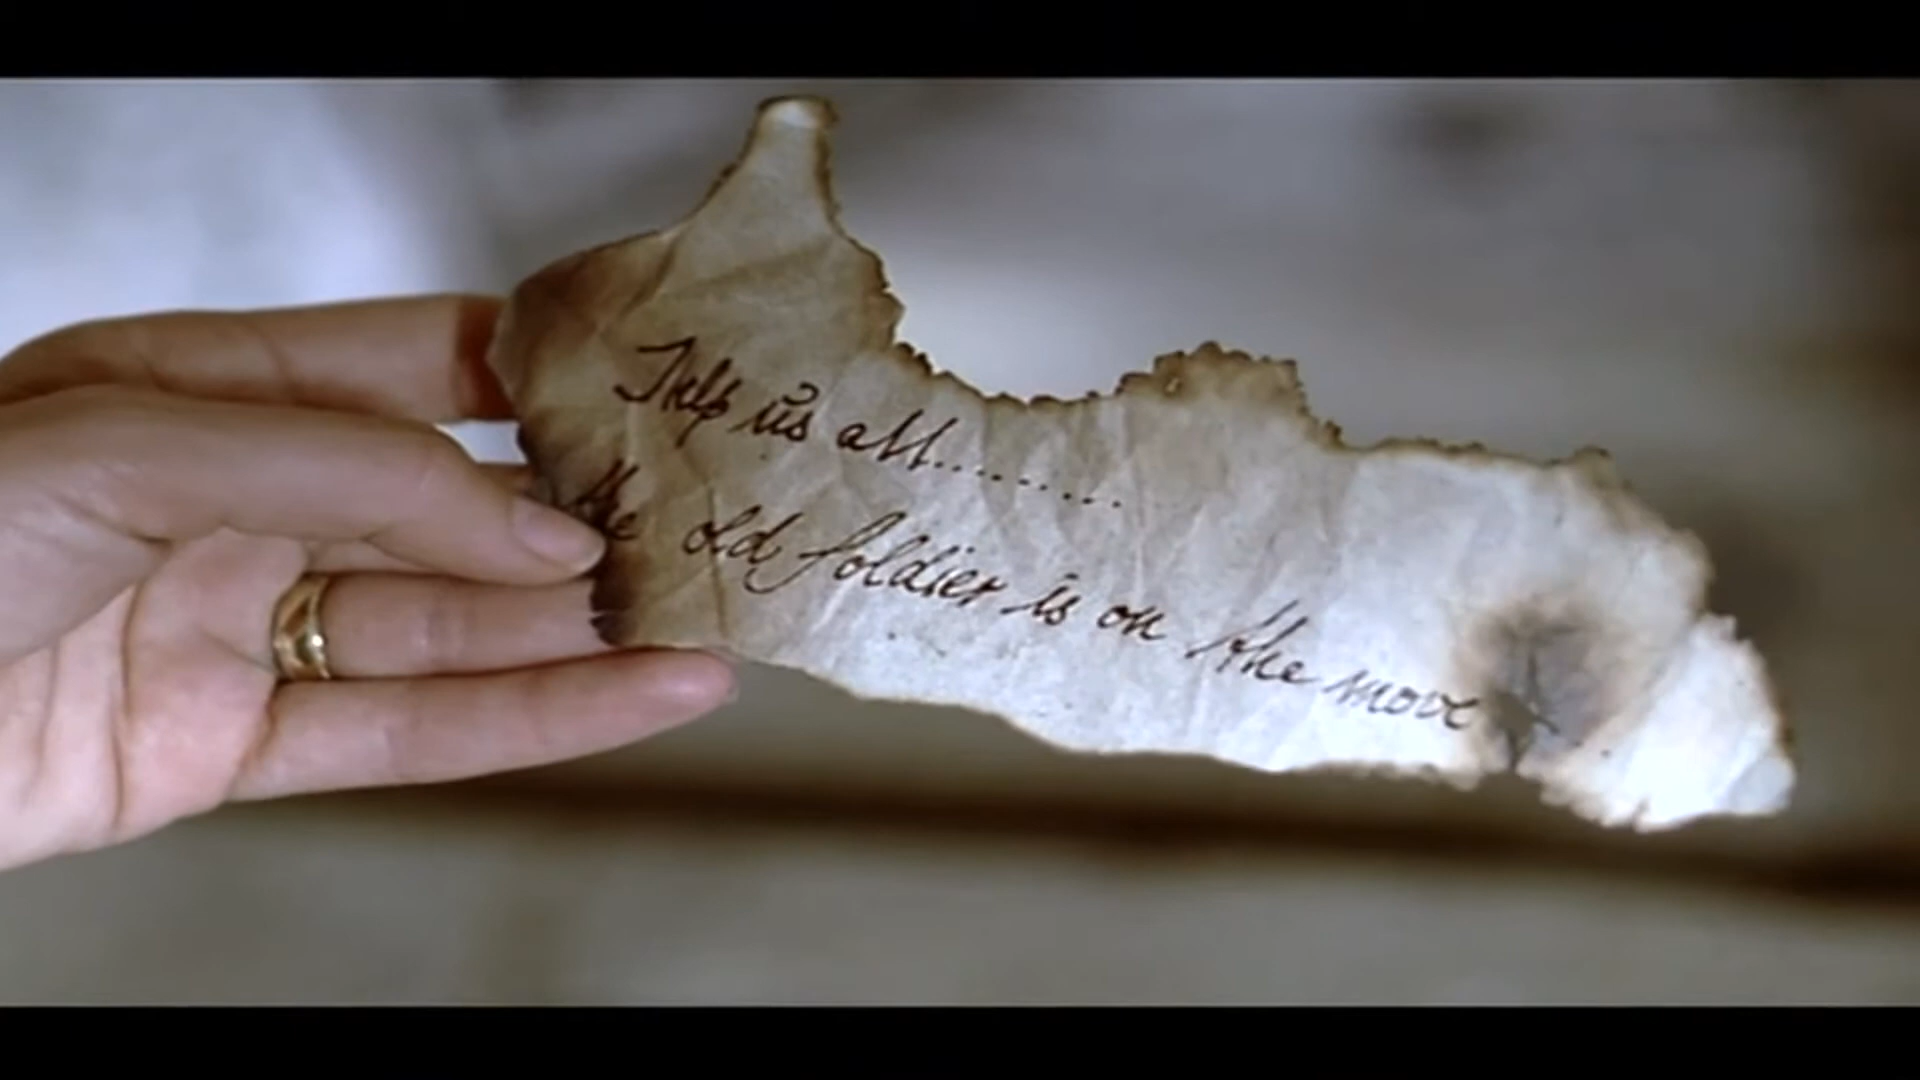 Help us all.........
the old soldier is on the move